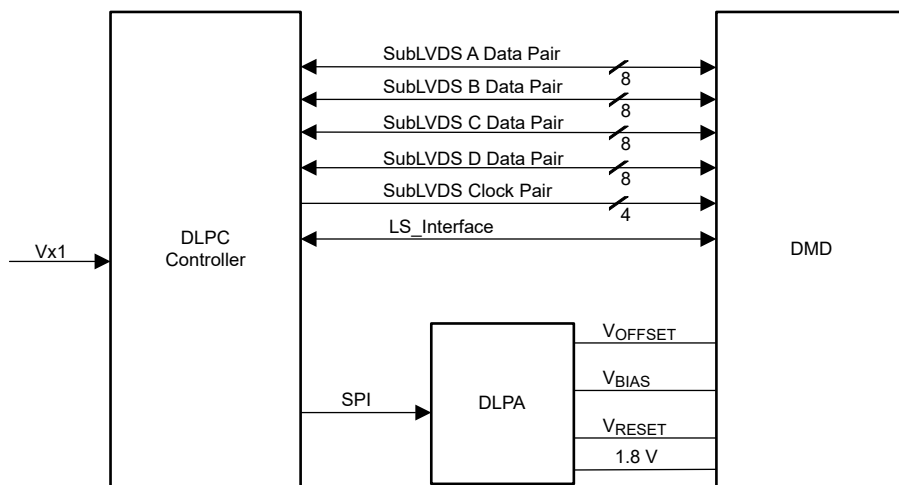 SubLVDS A Data Pair
8
SubLVDS B Data Pair
8
SubLVDS C Data Pair
8
SubLVDS D Data Pair
8
SubLVDS Clock Pair
4
LS_Interface
Vx1
DLPC
Controller
DMD
VOFFSET
VBIAS
SPI
DLPA
VRESET
1.8 V